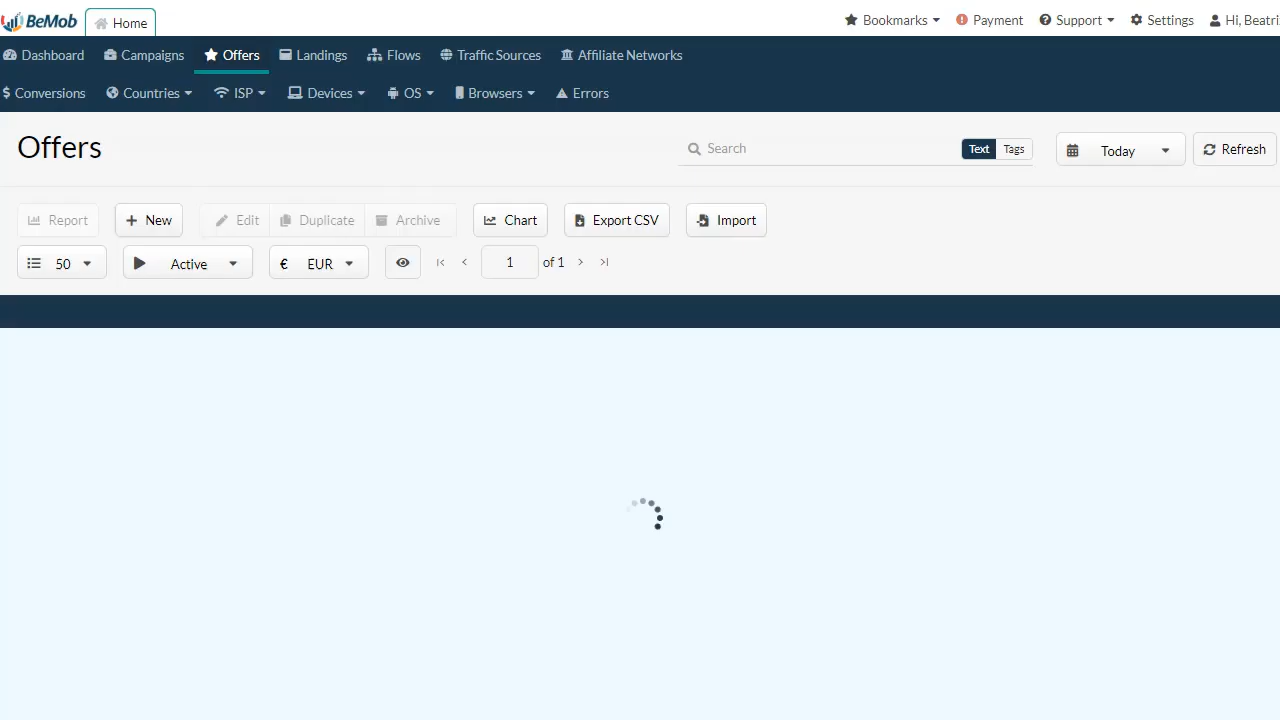 BeMob Home Bookmarks Payment Support Settings Hi, Beatri
Dashboard Campaigns Offers Landings Flows Traffic Sources Affiliate Networks
Conversions Countries ISP Devices OS Browsers Errors
Offers Search Text Tags Today Refresh
Report New Edit Duplicate Archive Chart Export CSV Import
50 Active € EUR 1 of 1